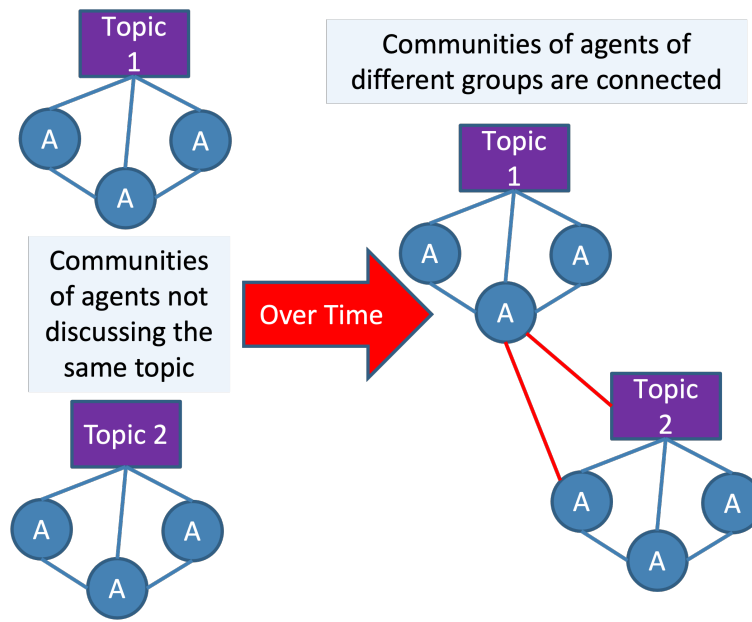 Topic
1
A
A
A
Communities
of agents not
discussing the
same topic
Topic 2
A
A
A
Over Time
Communities of agents of
different groups are connected
Topic
1
A
A
A
Topic
2
A
A
A